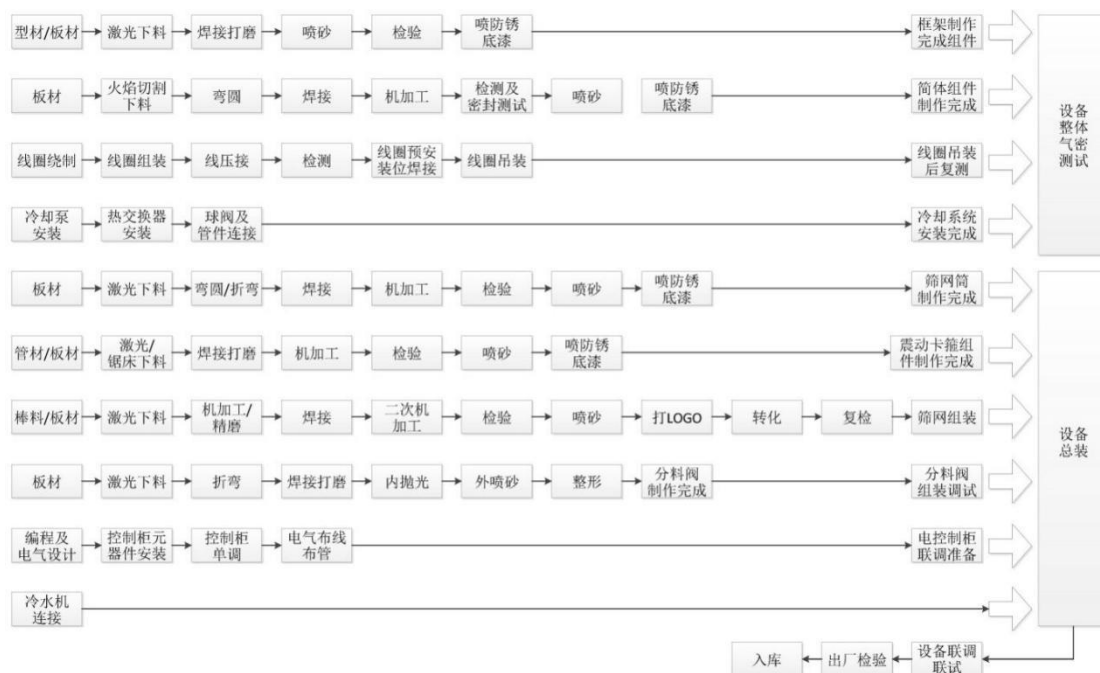 型材/板材
激光下料
焊接打磨
喷砂
检验
喷防锈
底漆
框架制作
完成组件
板材
火焰切割
下料
弯圆
焊接
机加工
检测及
密封测试
喷砂
喷防锈
底漆
简体组件
制作完成
线圈绕制
线圈组装
线压接
检测
线圈预安
装位焊接
线圈吊装
线圈吊装
后复测
冷却泵
安装
热交换器
安装
球阀及
管件连接
冷却系统
安装完成
设备
整体
气密
测试
板材
激光下料
弯圆/折弯
焊接
机加工
检验
喷砂
喷防锈
底漆
筛网筒
制作完成
管材/板材
激光/
锯床下料
焊接打磨
机加工
检验
喷砂
喷防锈
底漆
震动卡箍组
件制作完成
棒料/板材
激光下料
机加工/
精磨
焊接
二次机
加工
检验
喷砂
打LOGO
转化
复检
筛网组装
板材
激光下料
折弯
焊接打磨
内抛光
外喷砂
整形
分料阀
制作完成
分料阀
组装调试
编程及
电气设计
控制柜元
器件安装
控制柜
单调
电气布线
布管
电控制柜
联调准备
冷水机
连接
设备
总装
设备联调
联试
出厂检验
入库